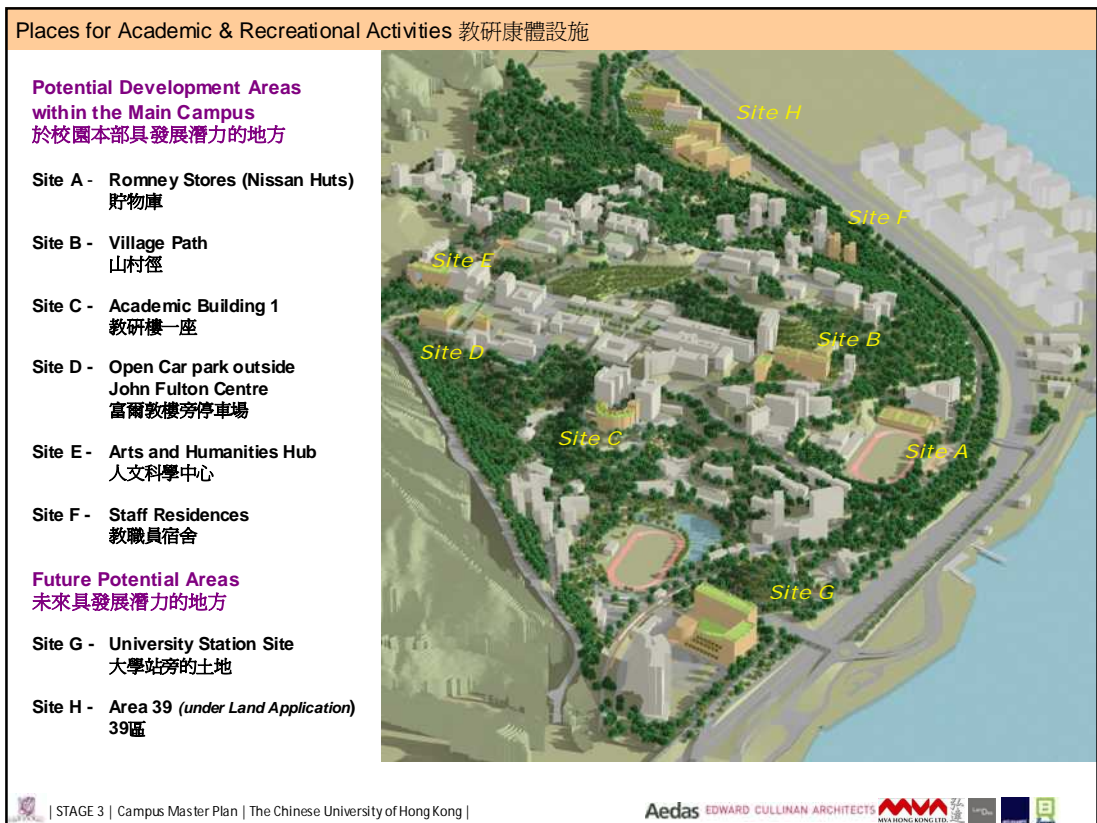 Places for Academic & Recreational Activities 教研康體設施
Potential Development Areas
within the Main Campus
於校園本部具發展潛力的地方
Site A - Romney Stores (Nissan Huts)
貯物庫
Site B - Village Path
山村徑
Site C - Academic Building 1
教研樓一座
Site D - Open Car park outside
John Fulton Centre
富爾敦樓旁停車場
Site E - Arts and Humanities Hub
人文科學中心
Site F - Staff Residences
教職員宿舍
Future Potential Areas
未來具發展潛力的地方
Site G - University Station Site
大學站旁的土地
Site H - Area 39 (under Land Application)
39區
Site H
Site F
Site E
Site B
Site D
Site C
Site A
Site G
| STAGE 3 | Campus Master Plan | The Chinese University of Hong Kong |
Aedas EDWARD CULLINAN ARCHITECTS MVA HONG KONG LTD.